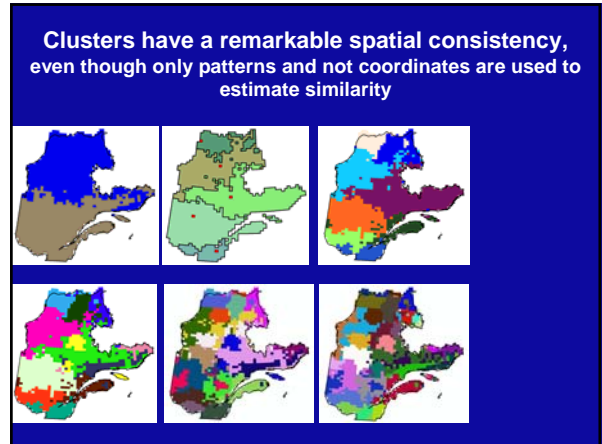 Clusters have a remarkable spatial consistency,
even though only patterns and not coordinates are used to
estimate similarity